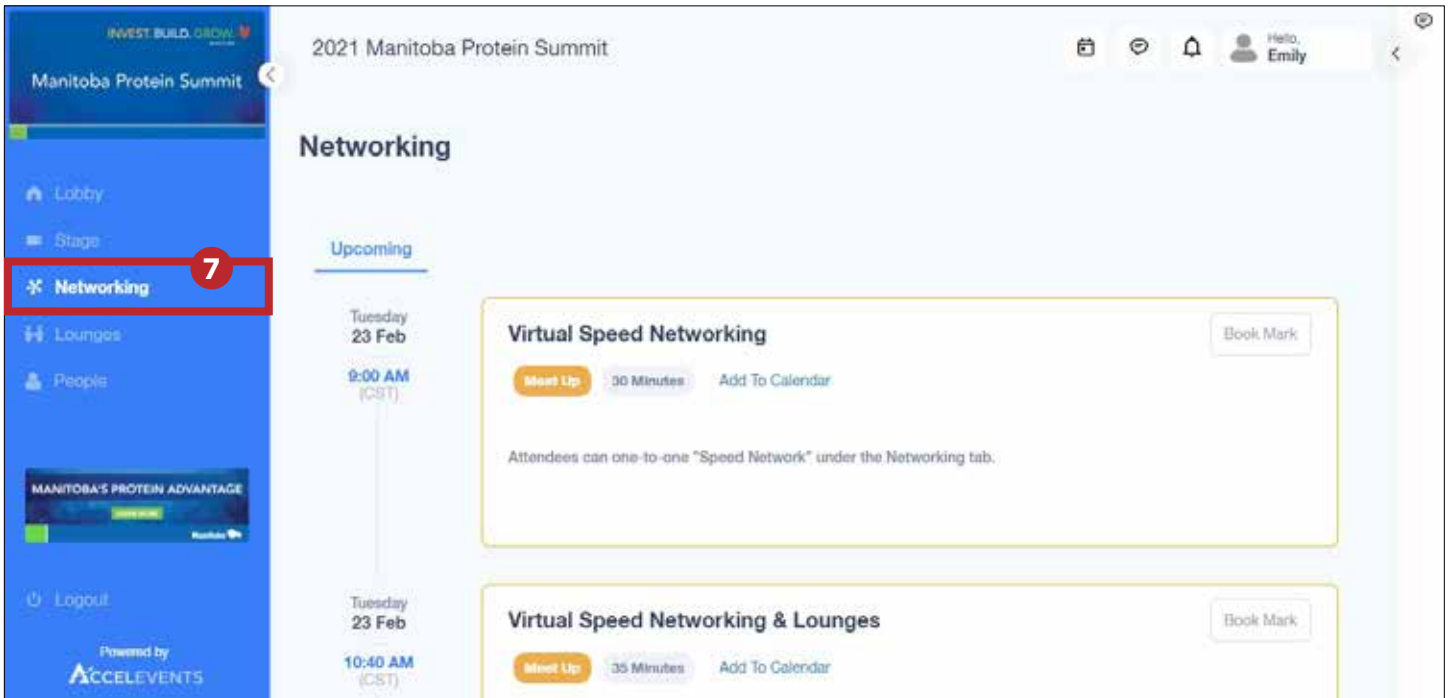 INVEST. BUILD. GROW.
Manitoba Protein Summit
2021 Manitoba Protein Summit
Hello,
Emily
Networking
Lobby
Stage
7
Networking
Lounges
People
MANITOBA'S PROTEIN ADVANTAGE
LEARN MORE
Manitoba
Logout
Powered by
ACCELEVENTS
Upcoming
Tuesday
23 Feb
9:00 AM
(CST)
Virtual Speed Networking
Book Mark
Meet Up
30 Minutes
Add To Calendar
Attendees can one-to-one "Speed Network" under the Networking tab.
Tuesday
23 Feb
10:40 AM
(CST)
Virtual Speed Networking & Lounges
Book Mark
Meet Up
35 Minutes
Add To Calendar